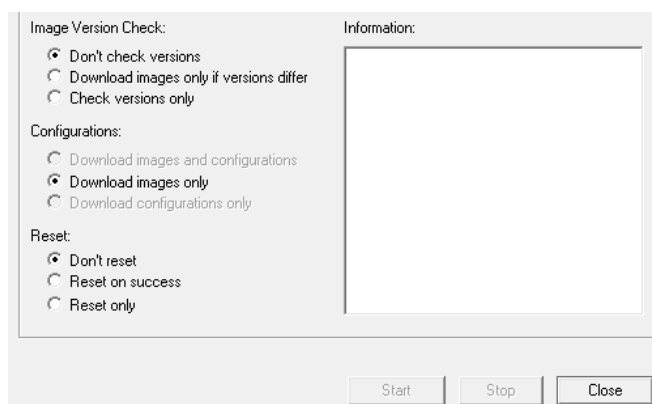 Image Version Check:
Information:
Don't check versions
Download images only if versions differ
Check versions only
Configurations:
Download images and configurations
Download images only
Download configurations only
Reset:
Don't reset
Reset on success
Reset only
Start
Stop
Close